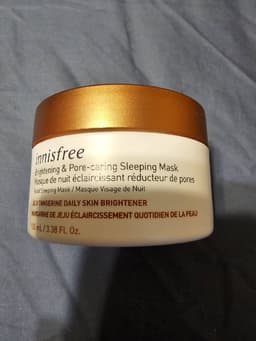 innisfree
Brightening & Pore-caring Sleeping Mask
Masque de nuit éclaircissant réducteur de pores
Sleeping Mask / Masque Visage de Nuit
JEJU TANGERINE DAILY SKIN BRIGHTENER
MANDARINE DE JEJU ÉCLAIRCISSEMENT QUOTIDIEN DE LA PEAU
mL / 3.38 FL Oz.